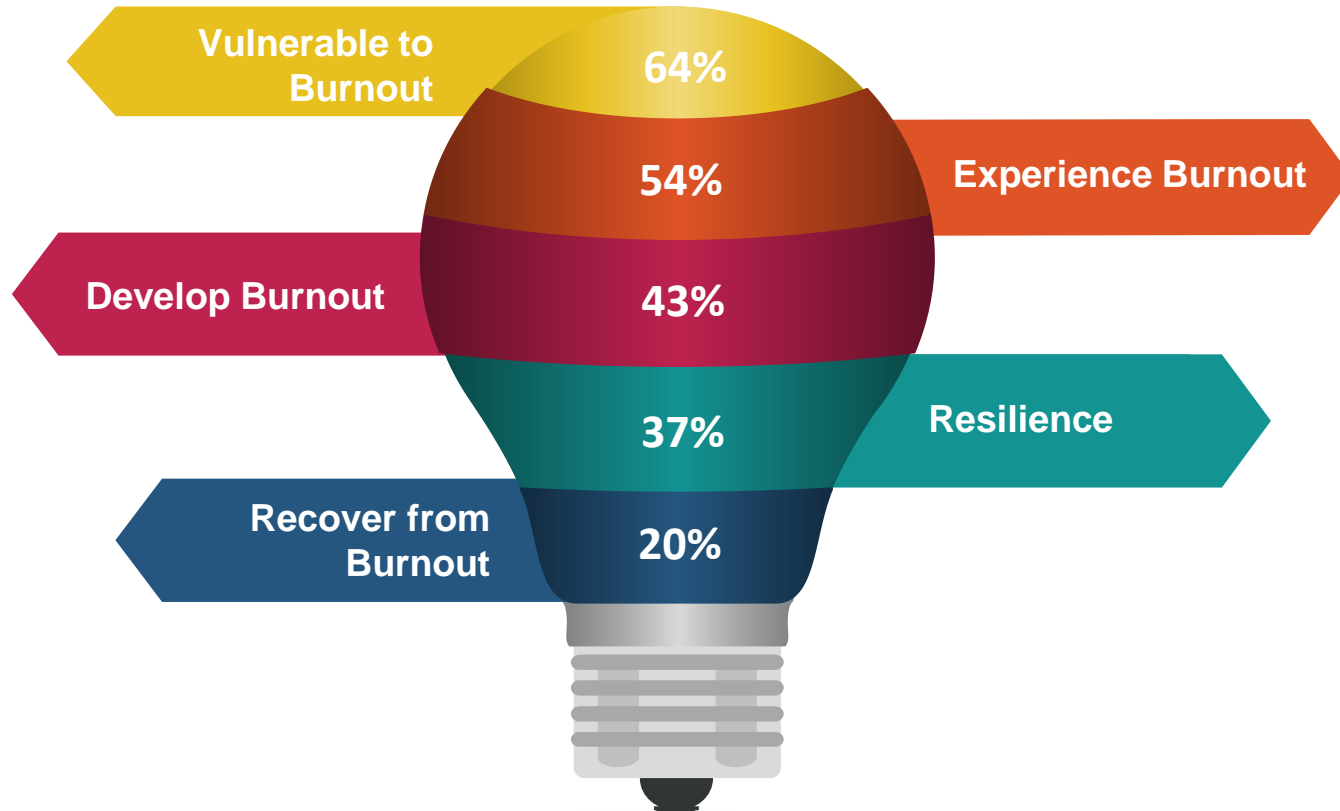 Vulnerable to
Burnout
64%
54%
Experience Burnout
Develop Burnout
43%
37%
Resilience
Recover from
Burnout
20%